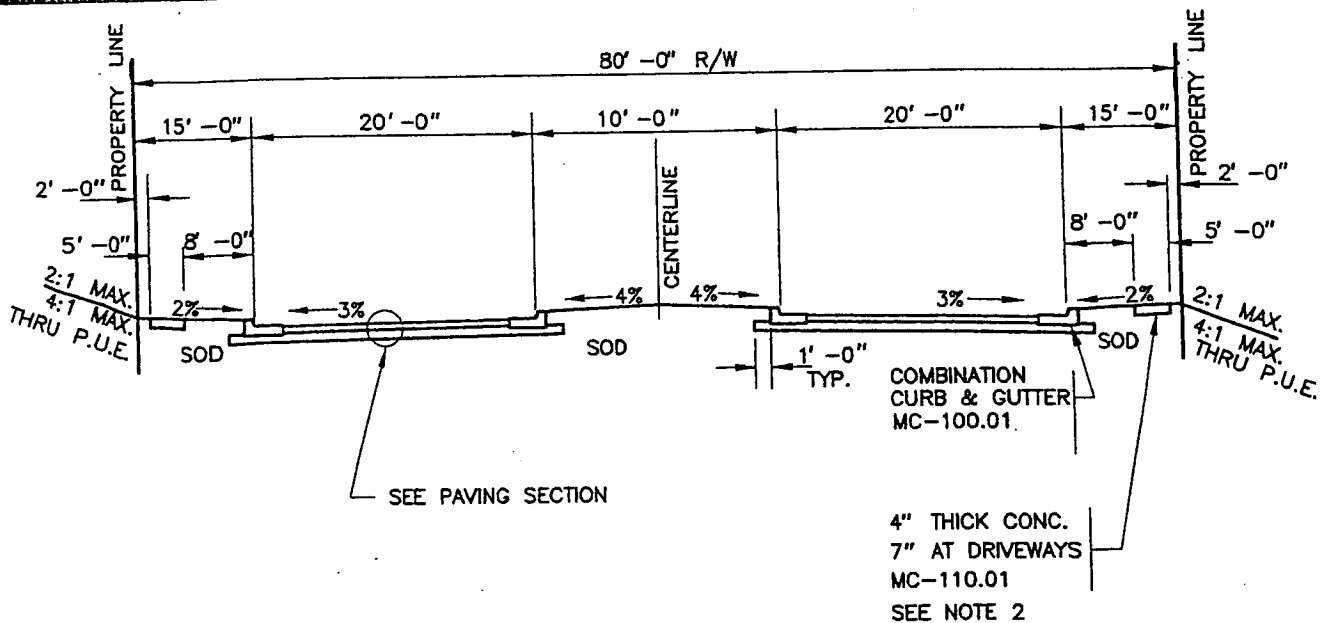 PROPERTY LINE
PROPERTY LINE
80' -0" R/W
15' -0"
20' -0"
10' -0"
20' -0"
15' -0"
2' -0"
2' -0"
CENTERLINE
5' -0"
8' -0"
8' -0"
5' -0"
2:1 MAX.
4:1 MAX.
THRU P.U.E.
2%
3%
4%
4%
3%
2%
2:1 MAX.
4:1 MAX.
THRU P.U.E.
SOD
SOD
SOD
1' -0"
TYP.
COMBINATION
CURB & GUTTER
MC-100.01
SEE PAVING SECTION
4" THICK CONC.
7" AT DRIVEWAYS
MC-110.01
SEE NOTE 2